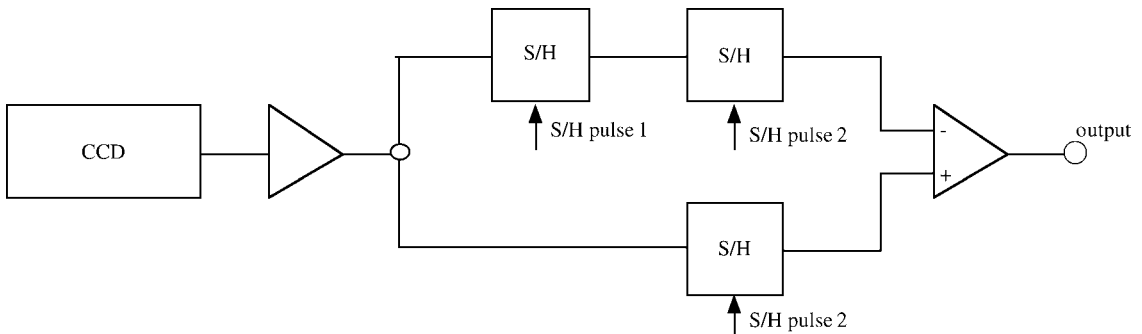 S/H
S/H
S/H pulse 1
S/H pulse 2
CCD
-
+
output
S/H
S/H pulse 2